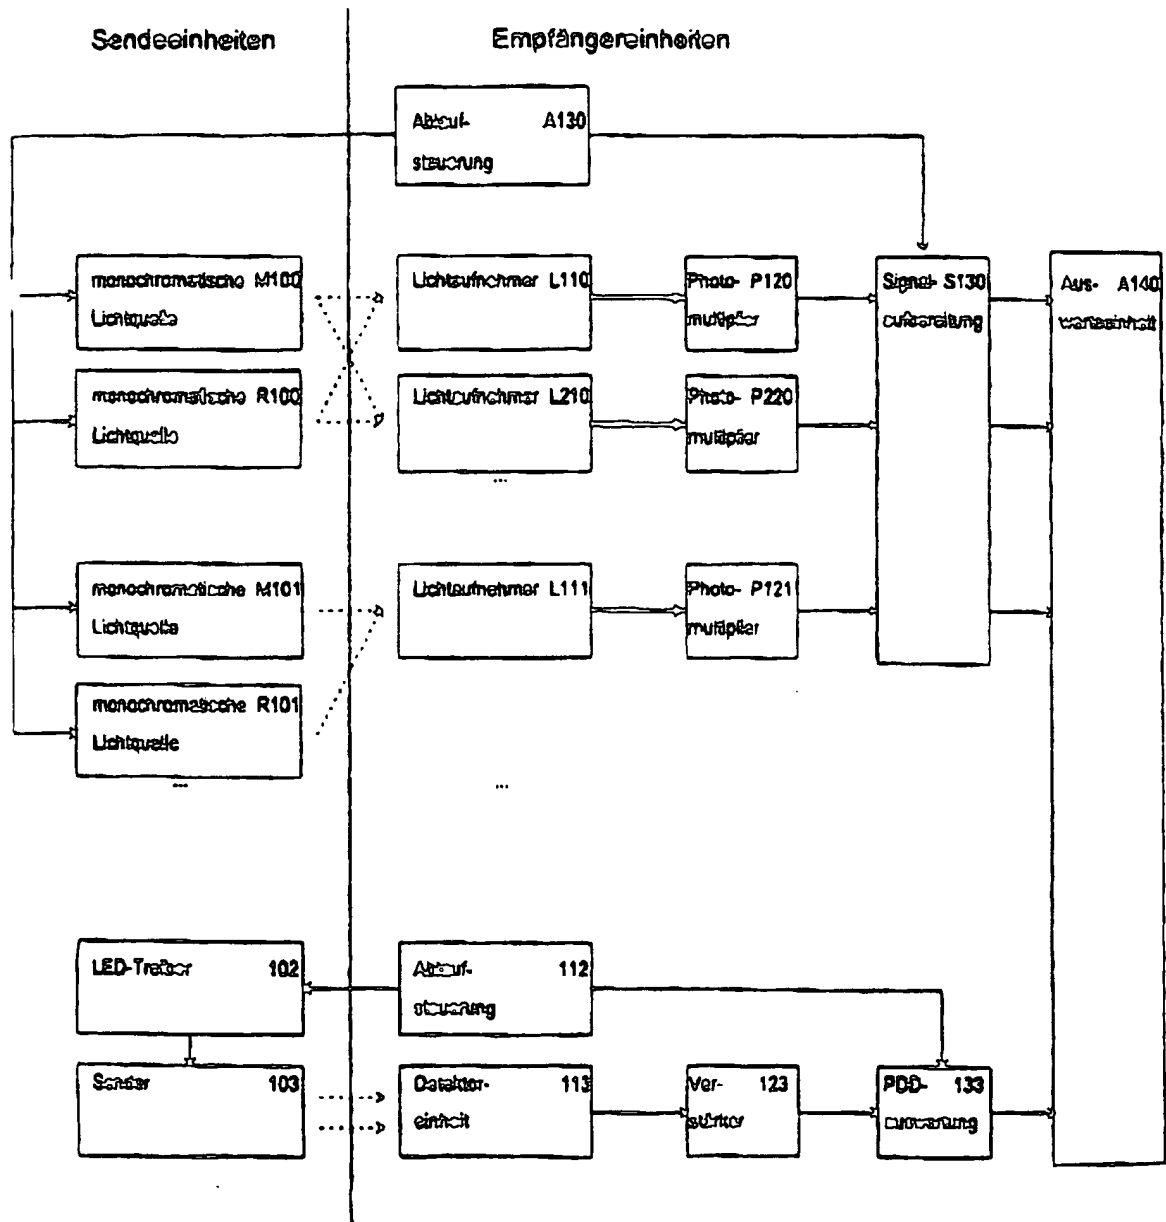 Sendeeinheiten
Empfängereinheiten
Ablauf- A130
steuerung
monochromatische M100
Lichtquelle
Lichtaufnehmer L110
Photo- P120
multiplier
Signal- S130
aufbereitung
Aus- A140
werteeinheit
monochromatische R100
Lichtquelle
Lichtaufnehmer L210
Photo- P220
multiplier
...
monochromatische M101
Lichtquelle
Lichtaufnehmer L111
Photo- P121
multiplier
monochromatische R101
Lichtquelle
...
...
LED-Treiber 102
Ablauf- 112
steuerung
Sender 103
Detektor- 113
einheit
Ver- 123
stärker
PDD- 133
auswertung